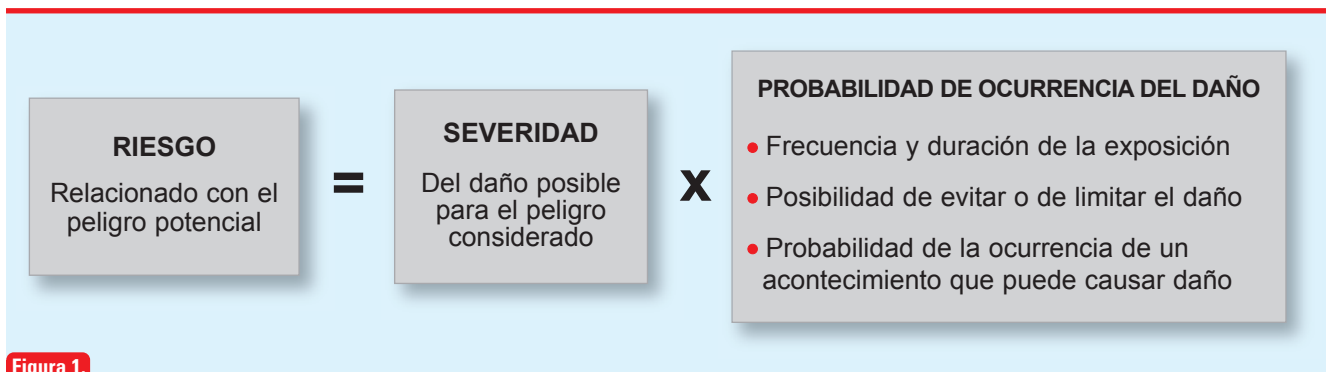 RIESGO
Relacionado con el
peligro potencial
=
SEVERIDAD
Del daño posible
para el peligro
considerado
X
PROBABILIDAD DE OCURRENCIA DEL DAÑO
• Frecuencia y duración de la exposición
• Posibilidad de evitar o de limitar el daño
• Probabilidad de la ocurrencia de un
acontecimiento que puede causar daño
Figura 1.